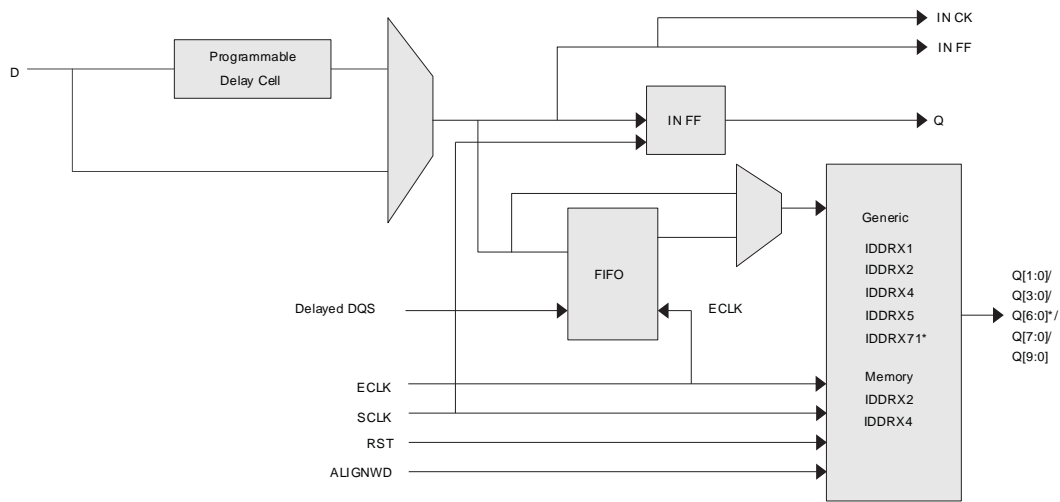 IN CK
IN FF
D
Programmable
Delay Cell
IN FF
Q
Generic
IDDRX1
IDDRX2
IDDRX4
IDDRX5
IDDRX71*
Memory
IDDRX2
IDDRX4
FIFO
Delayed DQS
ECLK
Q[1:0]/
Q[3:0]/
Q[6:0]*/
Q[7:0]/
Q[9:0]
ECLK
SCLK
RST
ALIGNWD